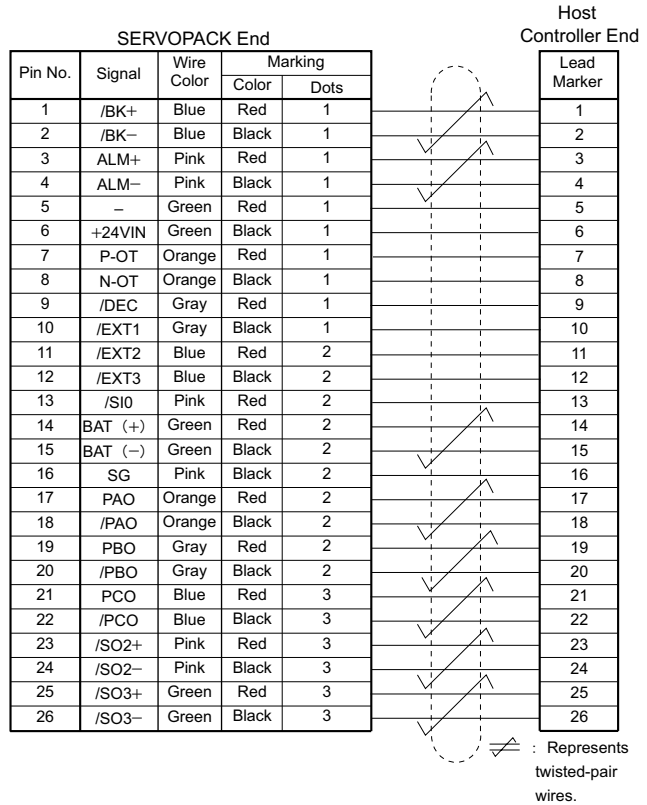 Host
SERVOPACK End Controller End
Pin No. Signal Wire Color Marking Lead Marker
Color Dots
1 /BK+ Blue Red 1 1
2 /BK− Blue Black 1 2
3 ALM+ Pink Red 1 3
4 ALM− Pink Black 1 4
5 – Green Red 1 5
6 +24VIN Green Black 1 6
7 P-OT Orange Red 1 7
8 N-OT Orange Black 1 8
9 /DEC Gray Red 1 9
10 /EXT1 Gray Black 1 10
11 /EXT2 Blue Red 2 11
12 /EXT3 Blue Black 2 12
13 /SI0 Pink Red 2 13
14 BAT (+) Green Red 2 14
15 BAT (−) Green Black 2 15
16 SG Pink Black 2 16
17 PAO Orange Red 2 17
18 /PAO Orange Black 2 18
19 PBO Gray Red 2 19
20 /PBO Gray Black 2 20
21 PCO Blue Red 3 21
22 /PCO Blue Black 3 22
23 /SO2+ Pink Red 3 23
24 /SO2− Pink Black 3 24
25 /SO3+ Green Red 3 25
26 /SO3− Green Black 3 26
: Represents
twisted-pair
wires.